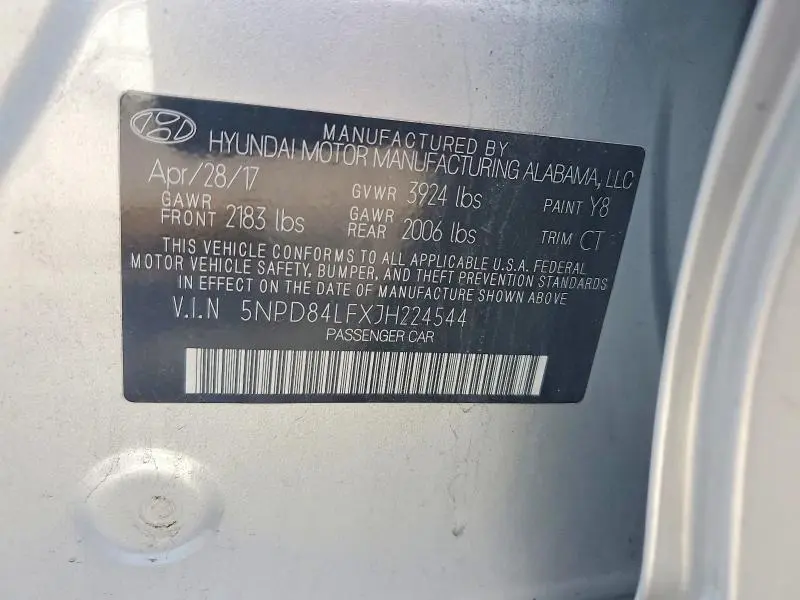 MANUFACTURED BY
HYUNDAI MOTOR MANUFACTURING ALABAMA, LLC
Apr/28/17 GVWR 3924 lbs PAINT Y8
GAWR FRONT 2183 lbs GAWR REAR 2006 lbs TRIM CT
THIS VEHICLE CONFORMS TO ALL APPLICABLE U.S.A. FEDERAL
MOTOR VEHICLE SAFETY, BUMPER, AND THEFT PREVENTION STANDARDS
IN EFFECT ON THE DATE OF MANUFACTURE SHOWN ABOVE
V.I.N 5NPD84LFXJH224544
PASSENGER CAR